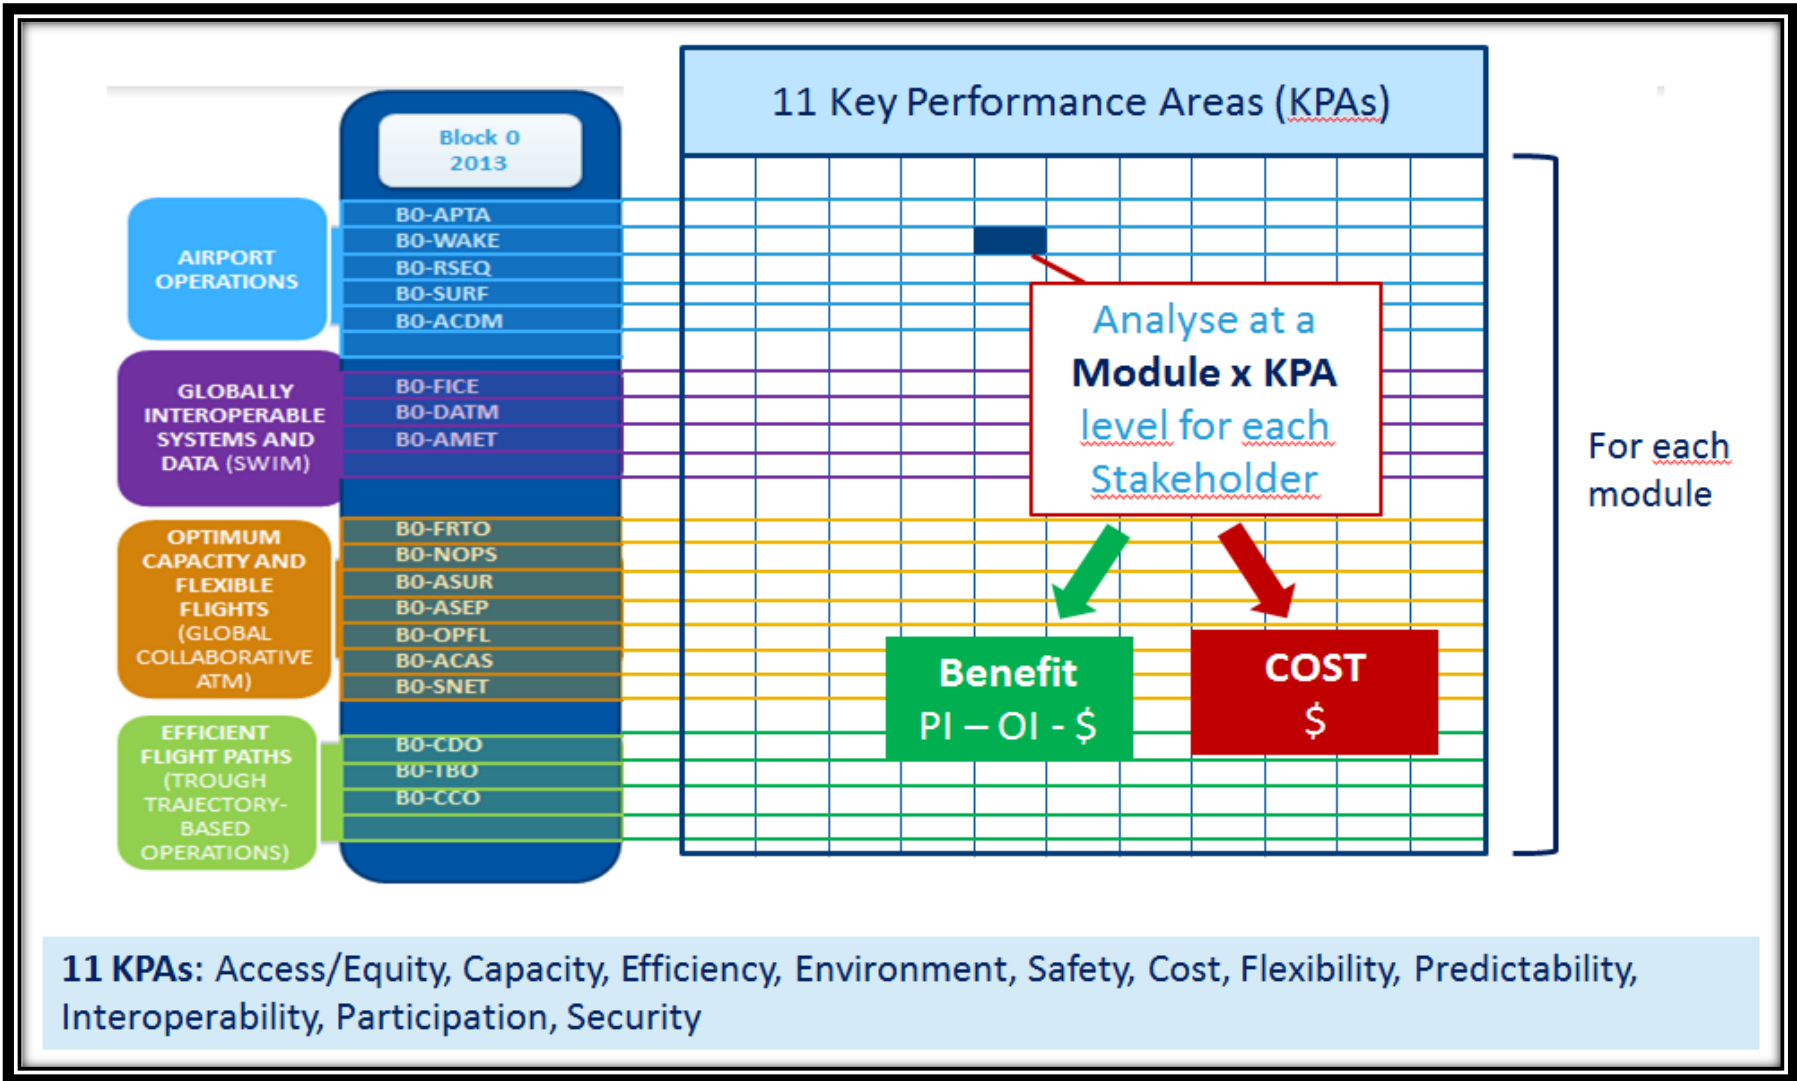 11 Key Performance Areas (KPAs)
Block 0
2013
AIRPORT
OPERATIONS
B0-APTA
B0-WAKE
B0-RSEQ
B0-SURF
B0-ACDM
GLOBALLY
INTEROPERABLE
SYSTEMS AND
DATA (SWIM)
B0-FICE
B0-DATM
B0-AMET
OPTIMUM
CAPACITY AND
FLEXIBLE
FLIGHTS
(GLOBAL
COLLABORATIVE
ATM)
B0-FRTO
B0-NOPS
B0-ASUR
B0-ASEP
B0-OPFL
B0-ACAS
B0-SNET
EFFICIENT
FLIGHT PATHS
(TROUGH
TRAJECTORY-
BASED
OPERATIONS)
B0-CDO
B0-TBO
B0-CCO
Analyse at a
Module x KPA
level for each
Stakeholder
Benefit
PI – OI - $
COST
$
For each
module
11 KPAs: Access/Equity, Capacity, Efficiency, Environment, Safety, Cost, Flexibility, Predictability,
Interoperability, Participation, Security